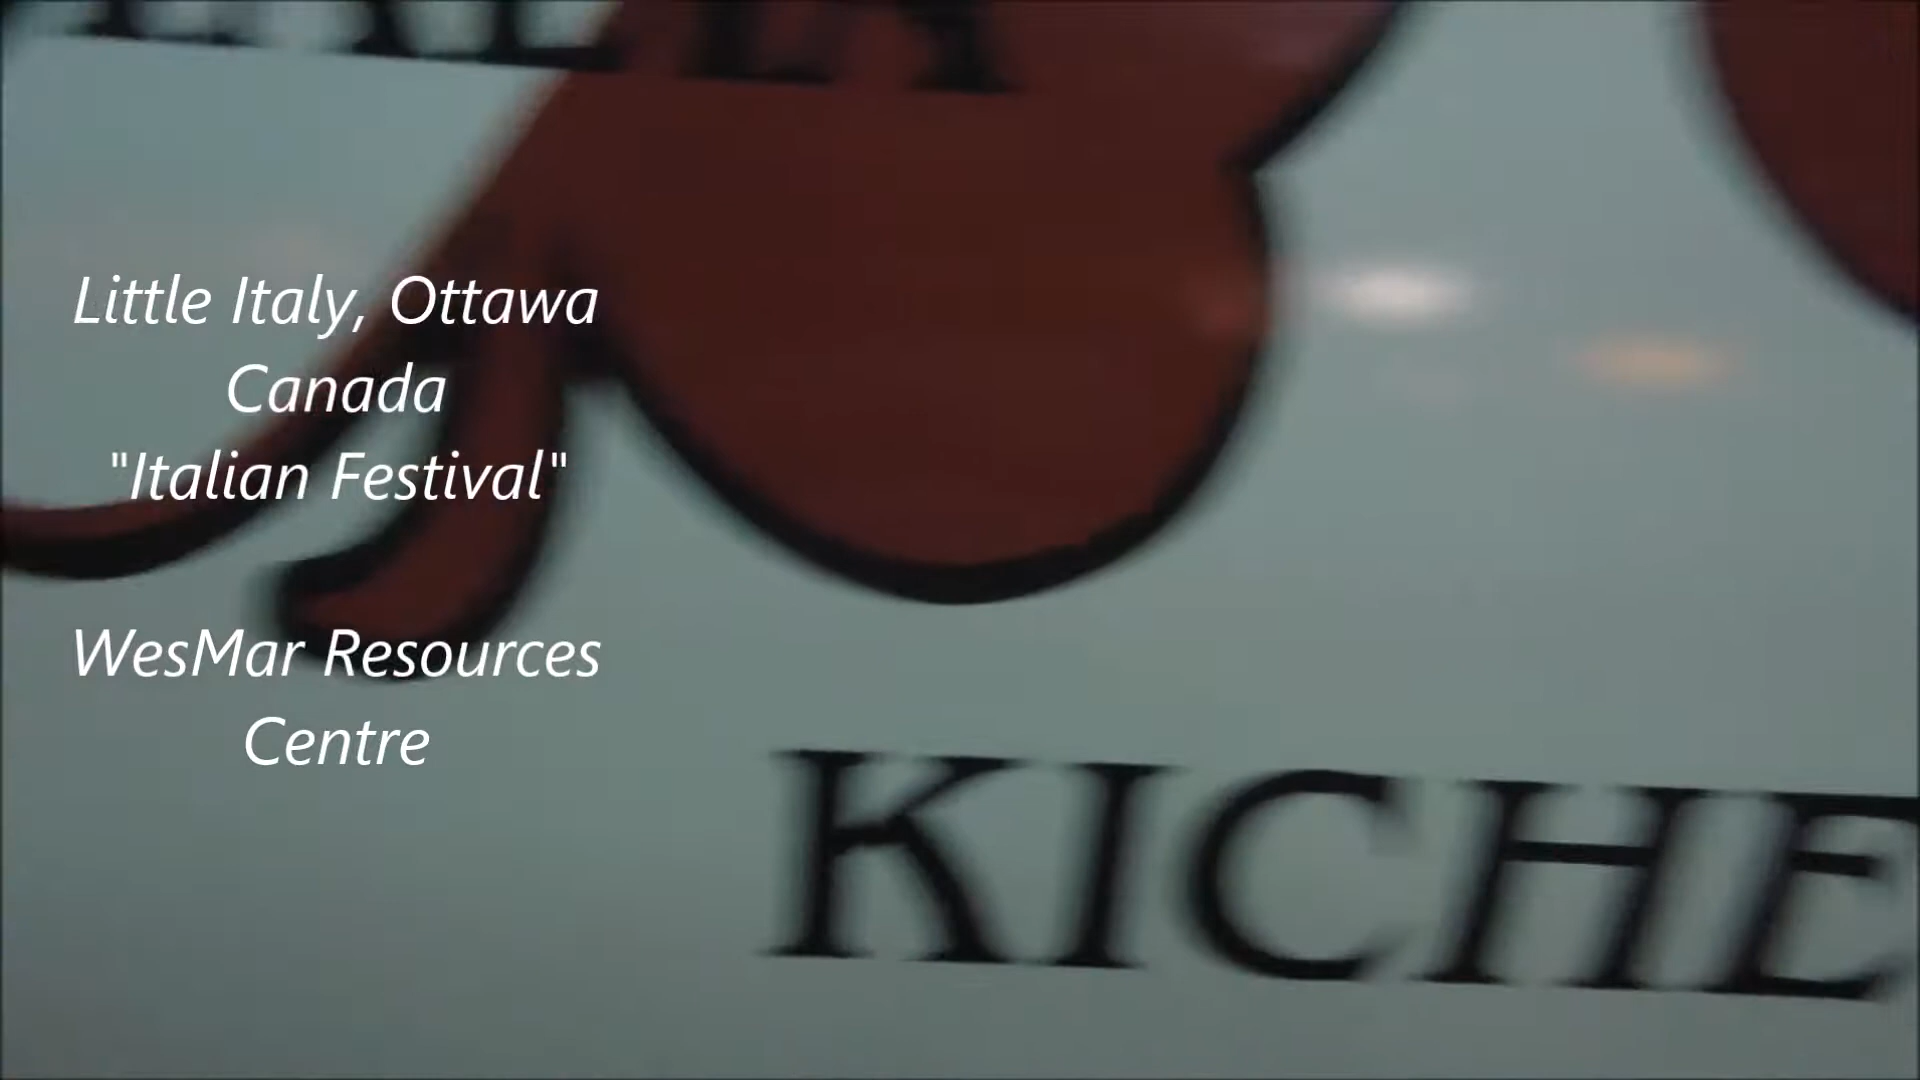 Little Italy, Ottawa
Canada
"Italian Festival"
WesMar Resources
Centre
KICHE